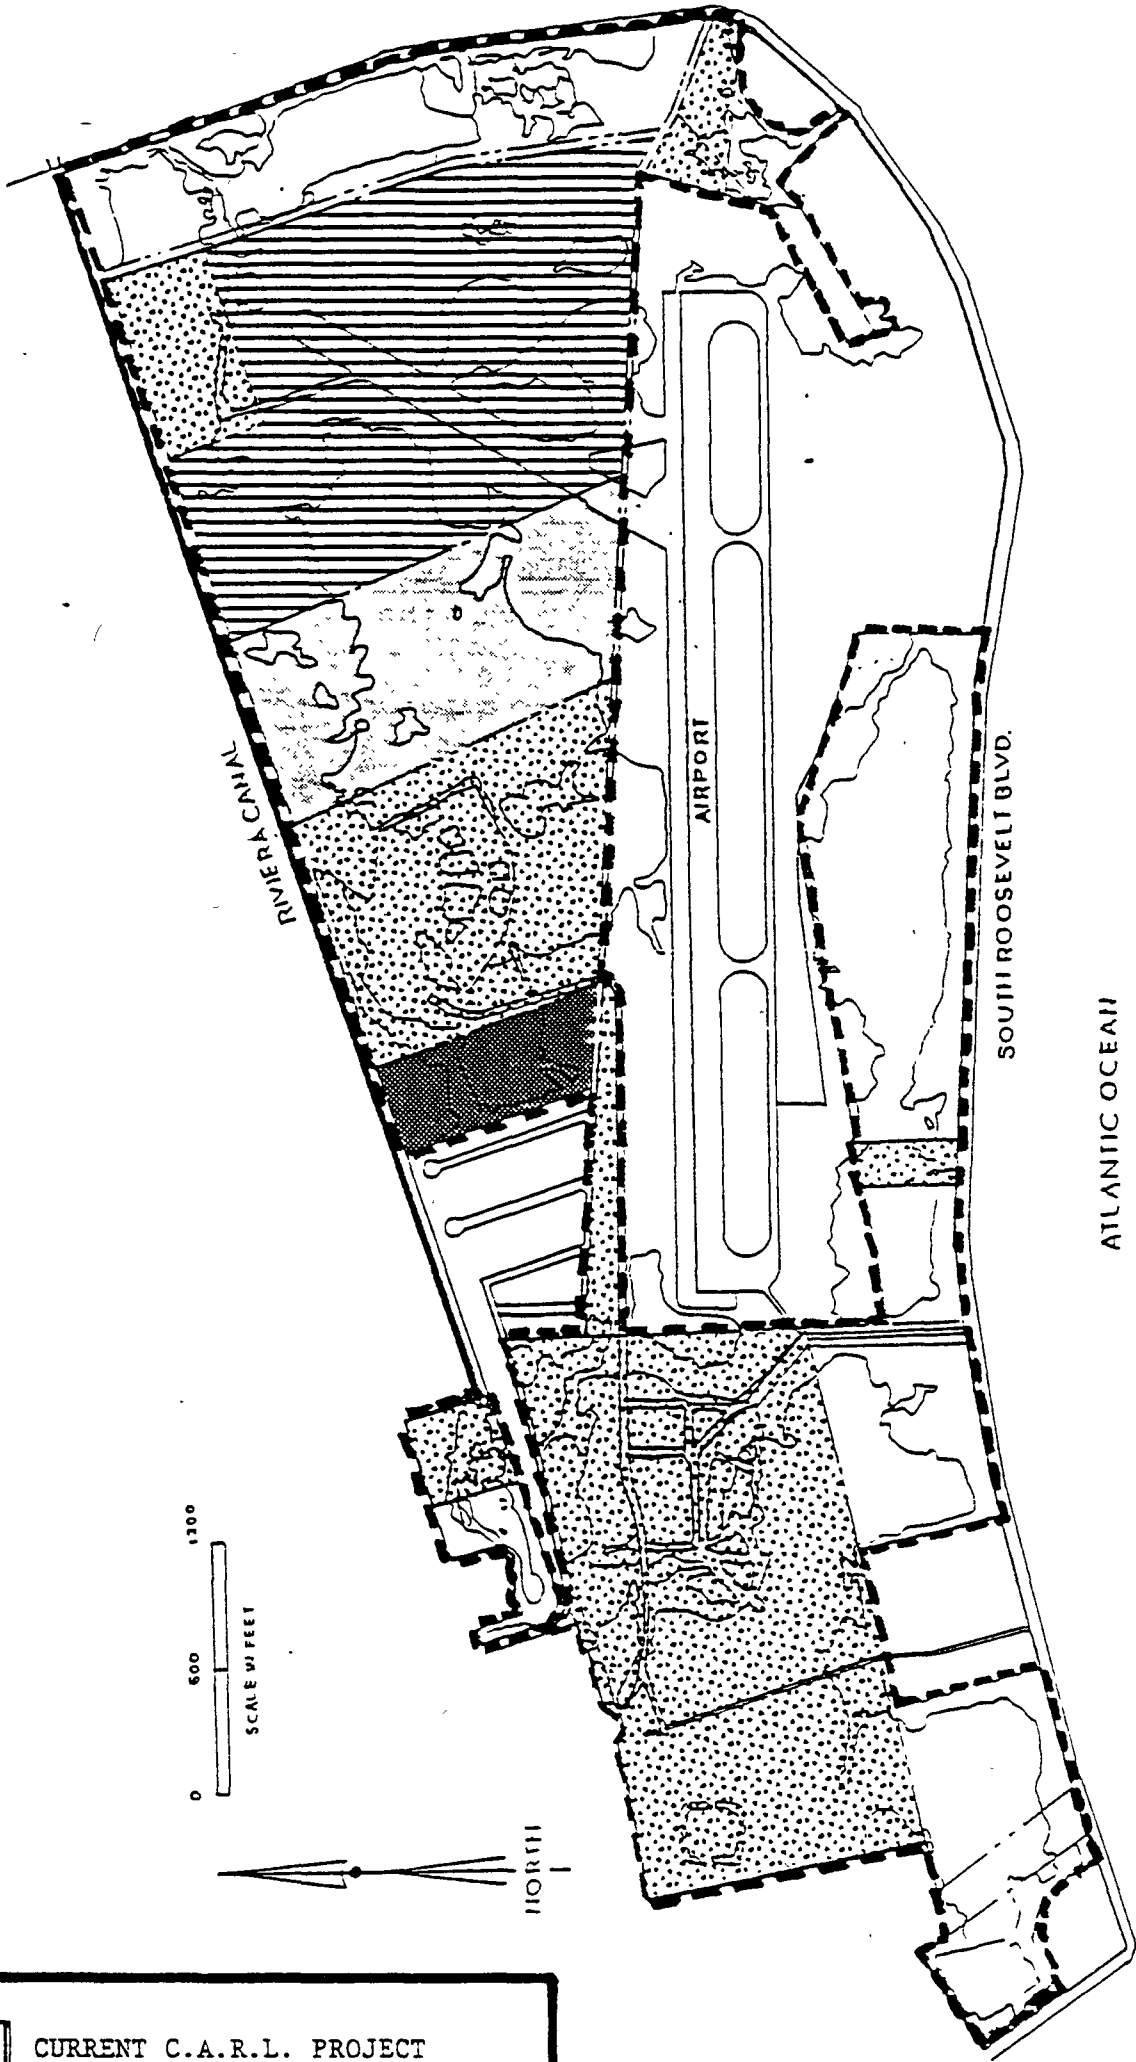 RIVIERA CANAL
AIRPORT
SOUTH ROOSEVELT BLVD.
ATLANTIC OCEAN
0 600 1200
SCALE IN FEET
NORTH
CURRENT C.A.R.L. PROJECT